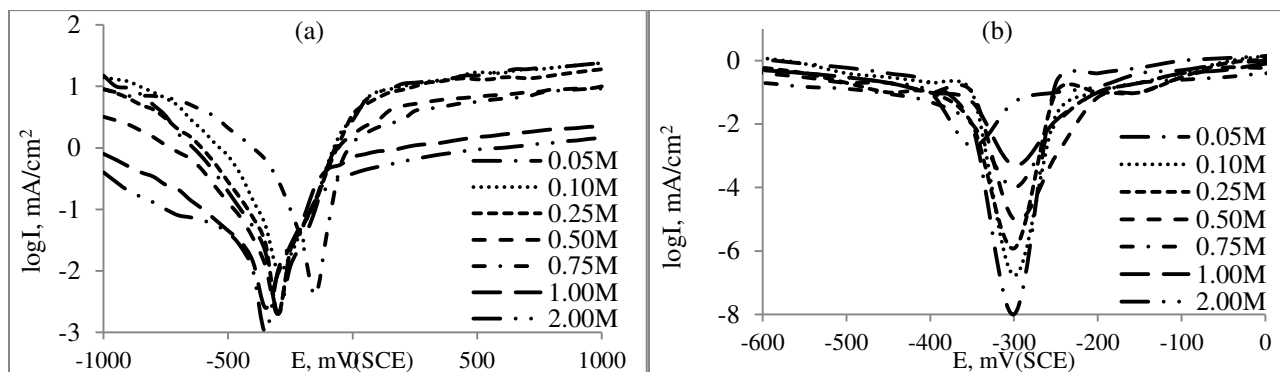 (a)
2
1
0
-1
-2
-3
logI, mA/cm2
-1000 -500 0 500 1000
E, mV(SCE)
0.05M
0.10M
0.25M
0.50M
0.75M
1.00M
2.00M
(b)
0
-2
-4
-6
-8
logI, mA/cm2
-600 -500 -400 -300 -200 -100 0
E, mV(SCE)
0.05M
0.10M
0.25M
0.50M
0.75M
1.00M
2.00M